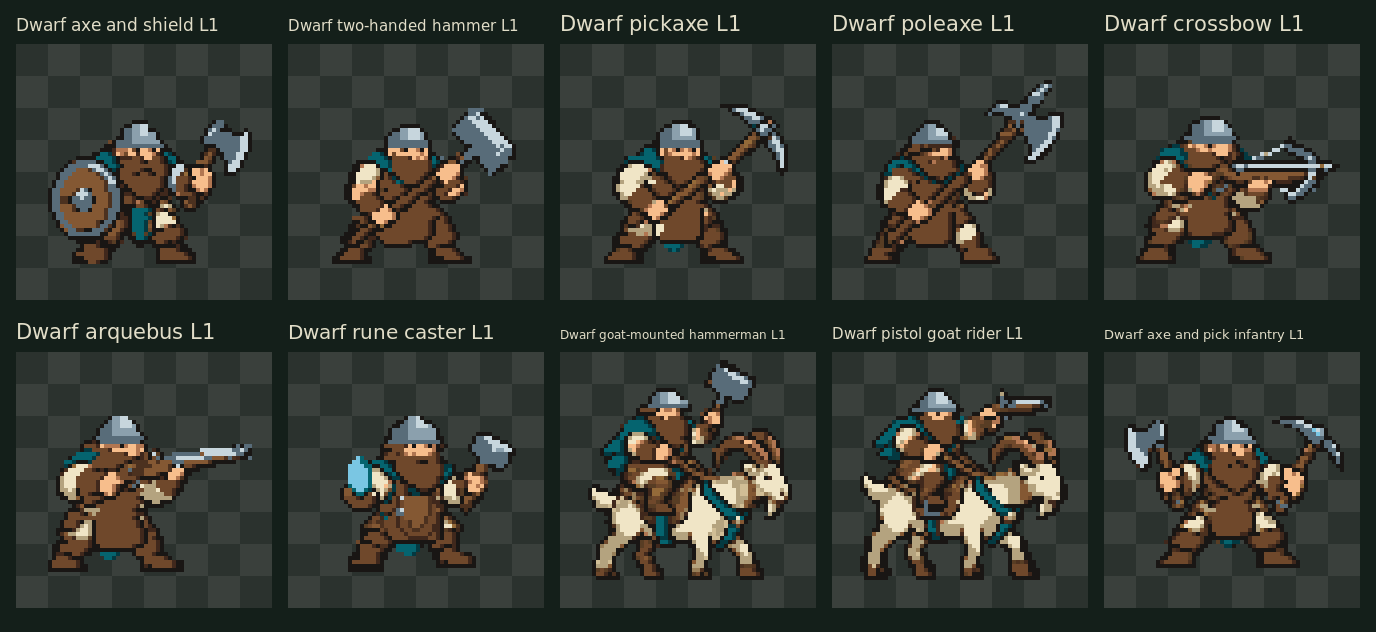 Dwarf axe and shield L1
Dwarf two-handed hammer L1
Dwarf pickaxe L1
Dwarf poleaxe L1
Dwarf crossbow L1
Dwarf arquebus L1
Dwarf rune caster L1
Dwarf goat-mounted hammerman L1
Dwarf pistol goat rider L1
Dwarf axe and pick infantry L1